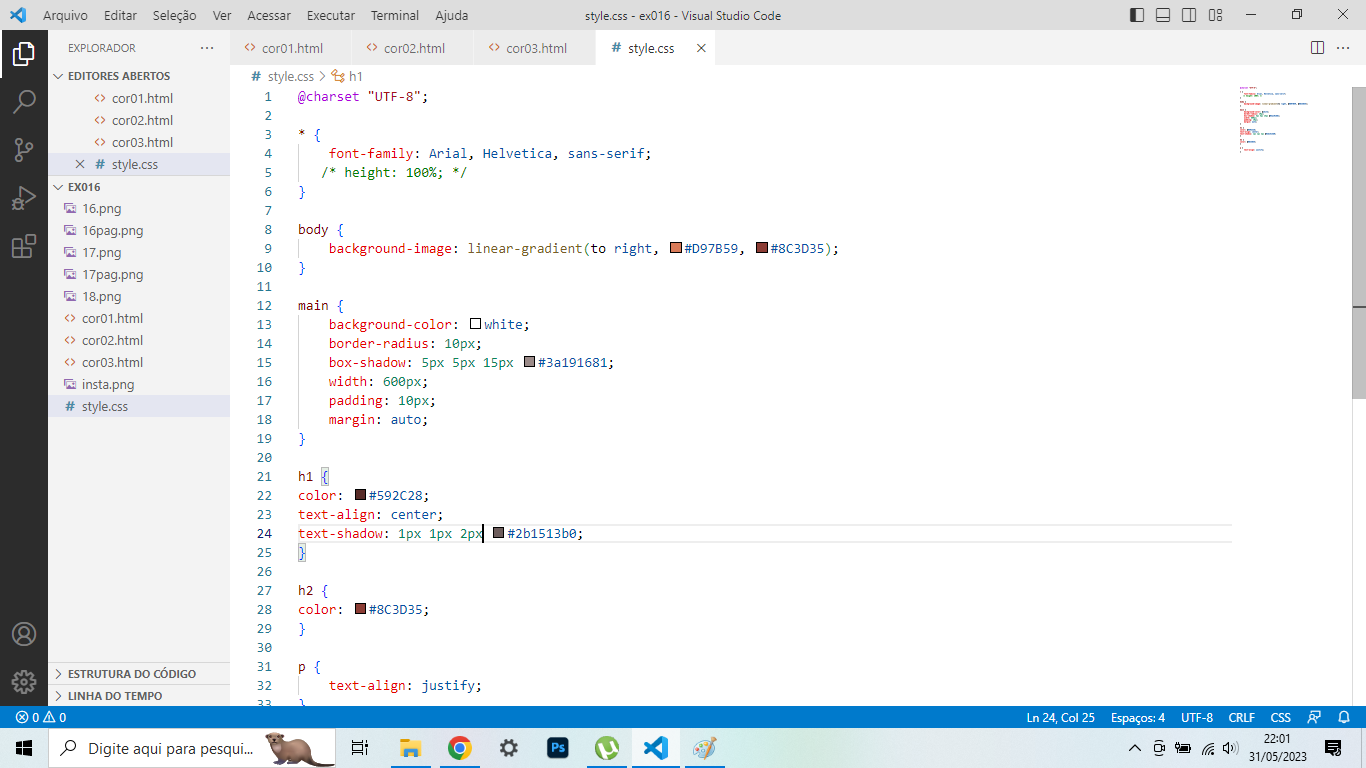 Arquivo Editar Seleção Ver Acessar Executar Terminal Ajuda style.css - ex016 - Visual Studio Code
EXPLORADOR ···
cor01.html cor02.html cor03.html # style.css
EDITORES ABERTOS
cor01.html
cor02.html
cor03.html
# style.css
EX016
16.png
16pag.png
17.png
17pag.png
18.png
cor01.html
cor02.html
cor03.html
insta.png
# style.css
ESTRUTURA DO CÓDIGO
LINHA DO TEMPO
# style.css > h1
1 @charset "UTF-8";
2
3 * {
4 font-family: Arial, Helvetica, sans-serif;
5 /* height: 100%; */
6 }
7
8 body {
9 background-image: linear-gradient(to right, #D97B59, #8C3D35);
10 }
11
12 main {
13 background-color: white;
14 border-radius: 10px;
15 box-shadow: 5px 5px 15px #3a191681;
16 width: 600px;
17 padding: 10px;
18 margin: auto;
19 }
20
21 h1 {
22 color: #592C28;
23 text-align: center;
24 text-shadow: 1px 1px 2px #2b1513b0;
25 }
26
27 h2 {
28 color: #8C3D35;
29 }
30
31 p {
32 text-align: justify;
33 }
0 0 Ln 24, Col 25 Espaços: 4 UTF-8 CRLF CSS
Digite aqui para pesqui... Ps 22:01
31/05/2023